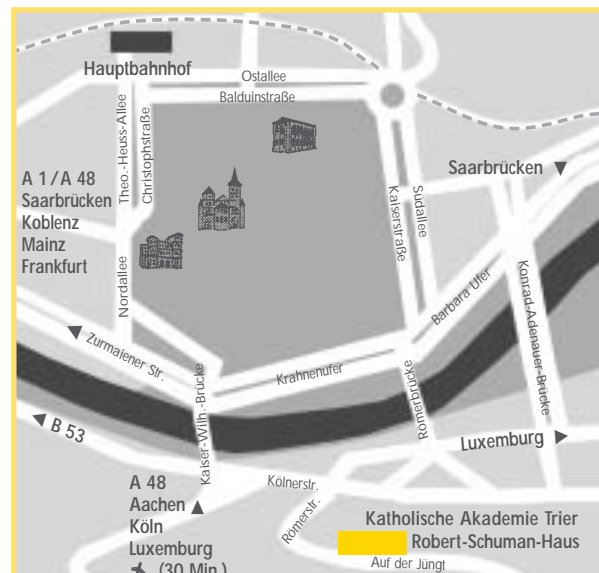 Hauptbahnhof
Ostallee
Balduinstraße
Theo.-Heuss-Allee
Christophstraße
Saarbrücken
A 1 / A 48
Saarbrücken
Koblenz
Mainz
Frankfurt
Kaiserstraße
Südallee
Nordallee
Barbara Ufer
Konrad-Adenauer-Brücke
Zurmaiener Str.
Krahnenufer
Kaiser-Wilh.-Brücke
Römerbrücke
B 53
Luxemburg
Kölnerstr.
A 48
Aachen
Köln
Luxemburg
(30 Min.)
Römerstr.
Katholische Akademie Trier
Robert-Schuman-Haus
Auf der Jüngt